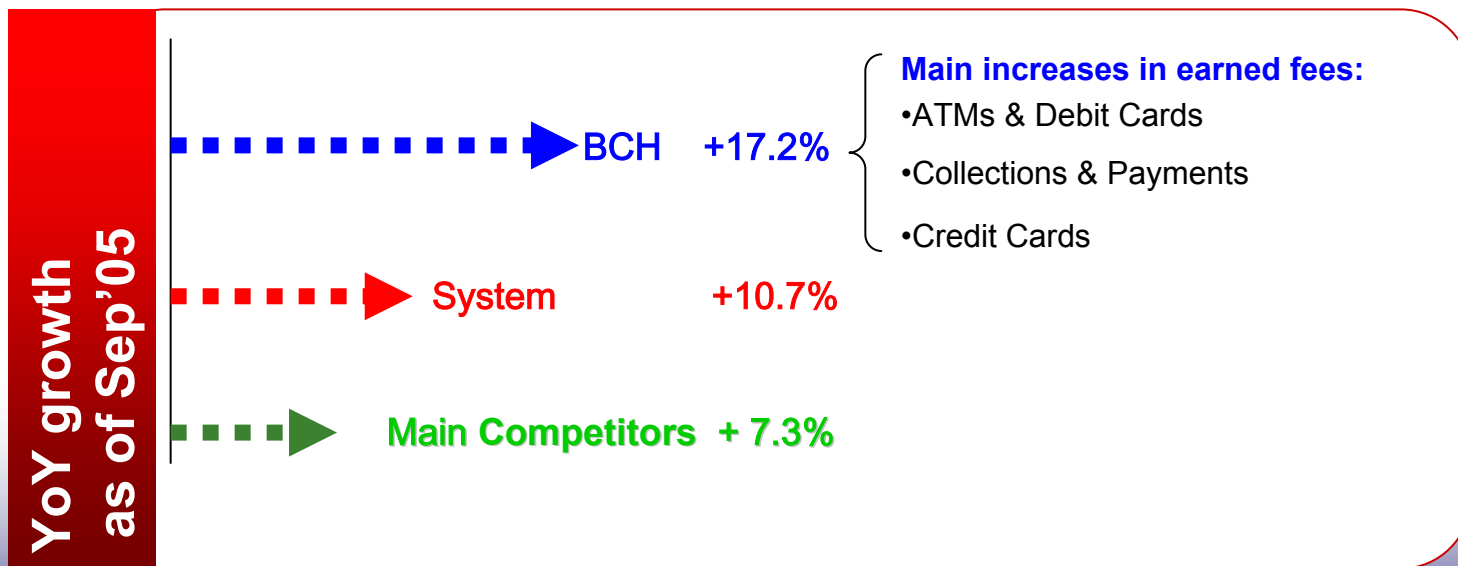 YoY growth
as of Sep’05
BCH +17.2%
Main increases in earned fees:
•ATMs & Debit Cards
•Collections & Payments
•Credit Cards
System +10.7%
Main Competitors + 7.3%